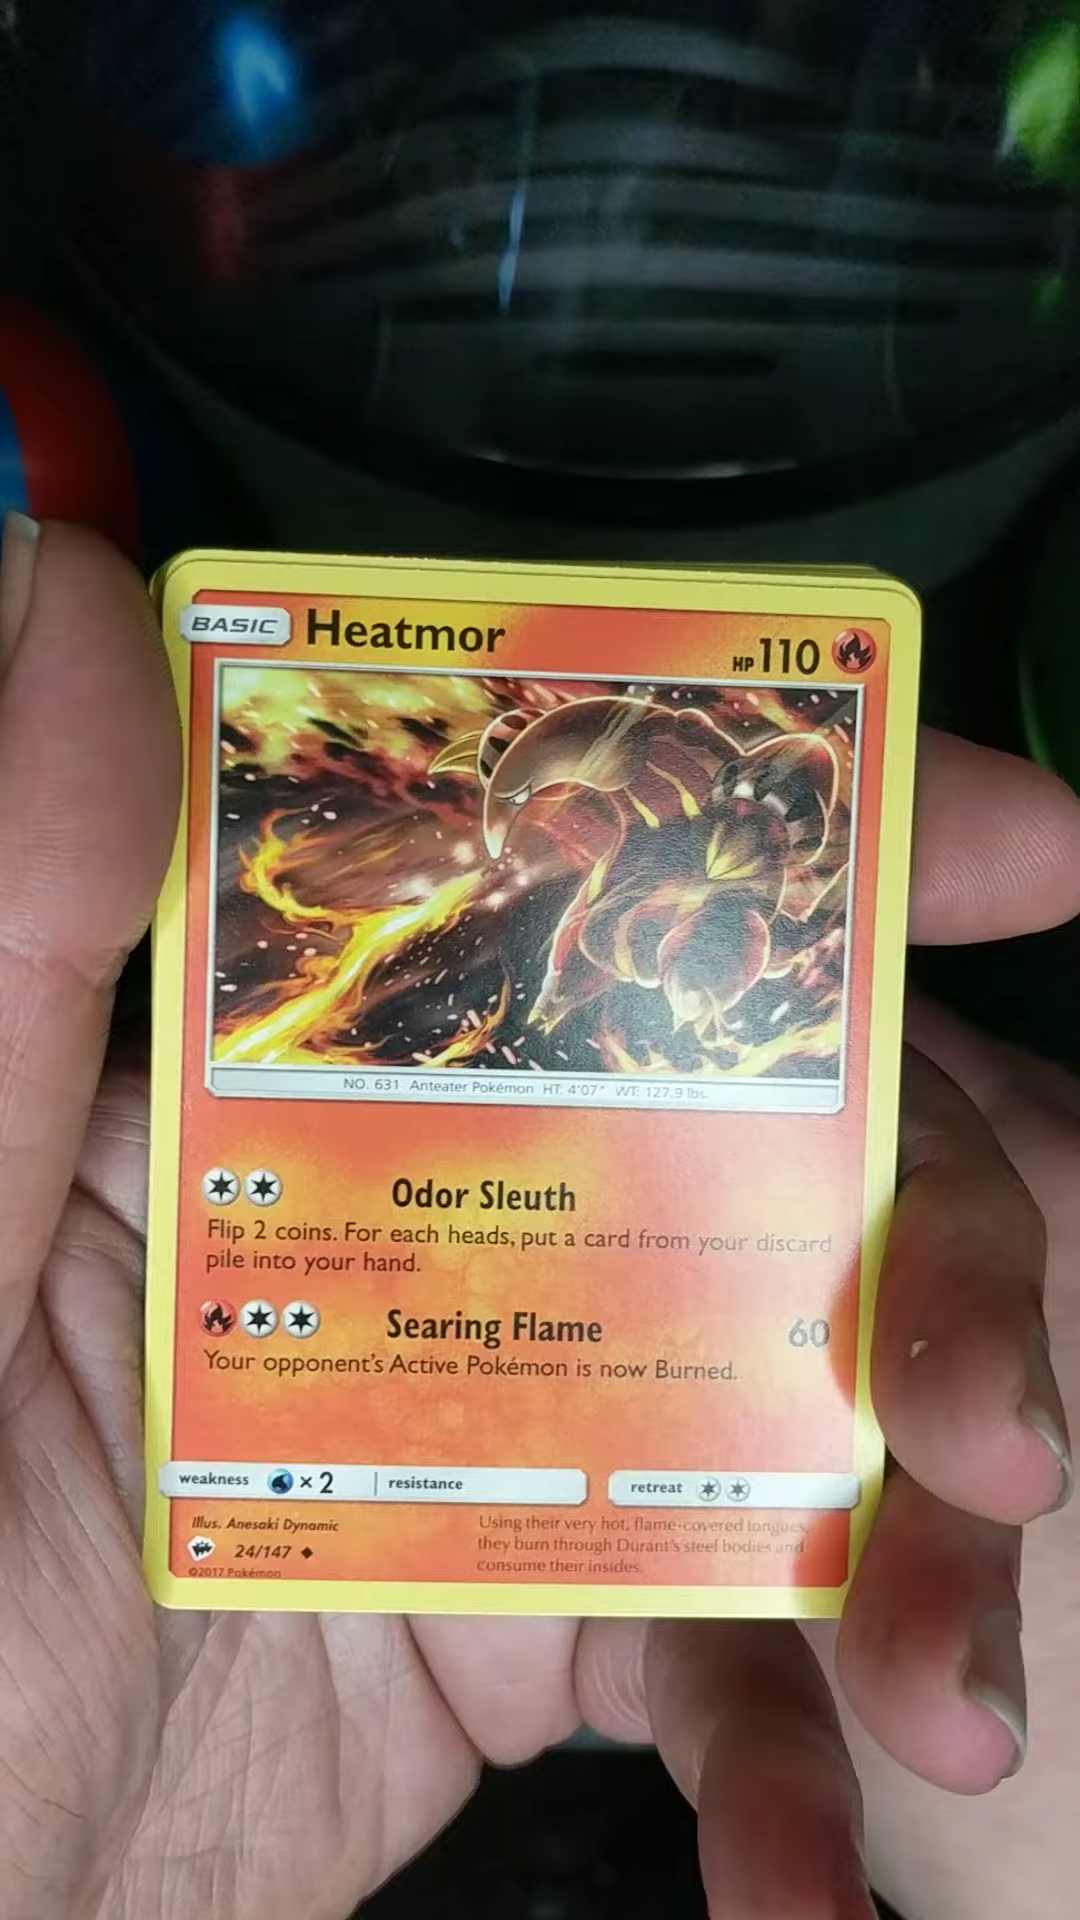 BASIC Heatmor HP 110
NO. 631 Anteater Pokémon HT: 4'07" WT: 127.9 lbs.
Odor Sleuth
Flip 2 coins. For each heads, put a card from your discard
pile into your hand.
Searing Flame 60
Your opponent's Active Pokémon is now Burned.
weakness × 2 resistance retreat
Illus. Anesaki Dynamic
24/147
©2017 Pokémon
Using their very hot, flame-covered tongues,
they burn through Durant's steel bodies and
consume their insides.